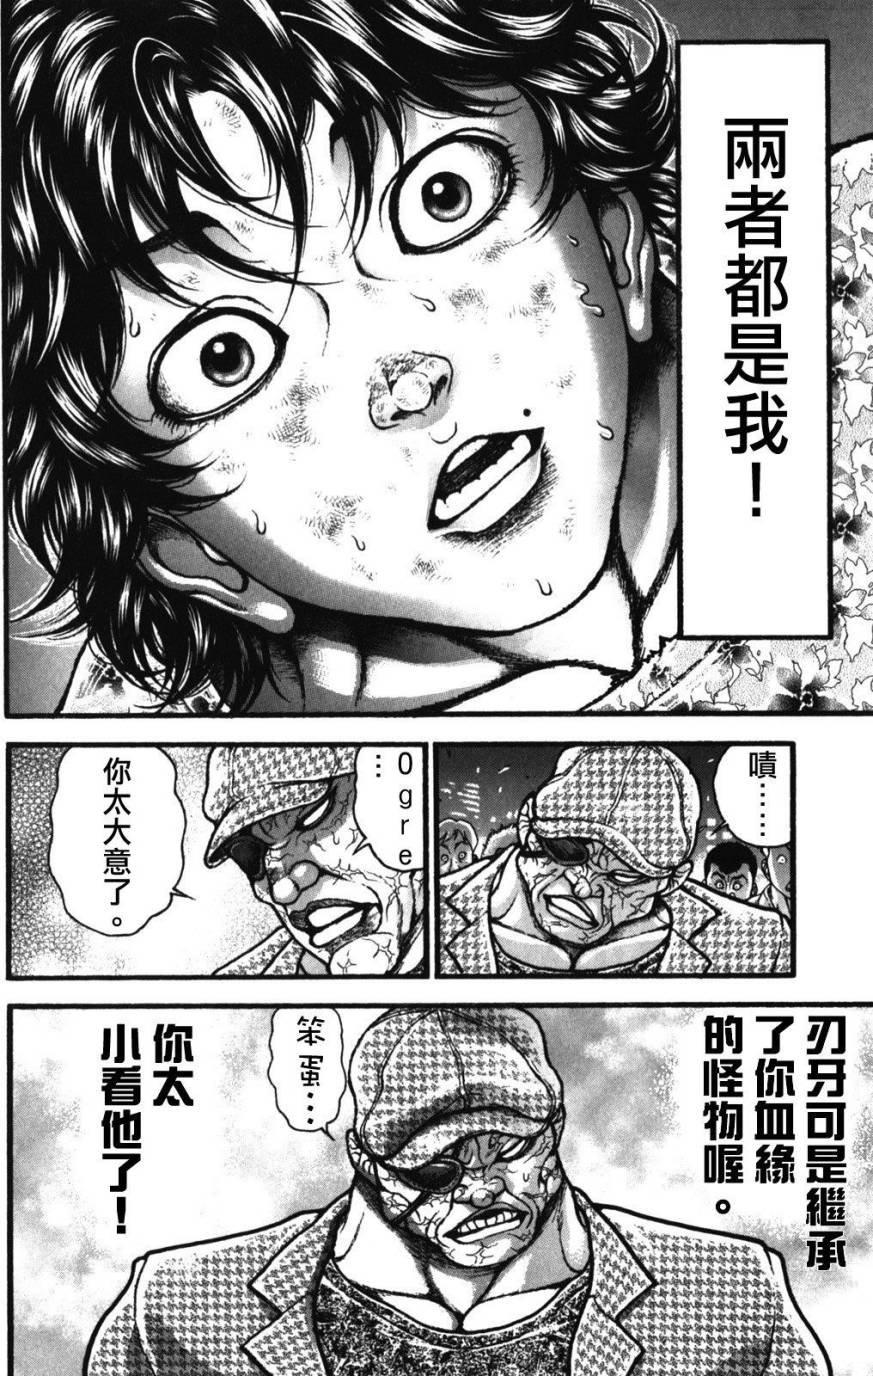 兩者都是我！
嘖……
Ogre
…
你太大意了。
刃牙可是繼承
了你血緣
的怪物喔。
笨蛋…
你太
小看他了！